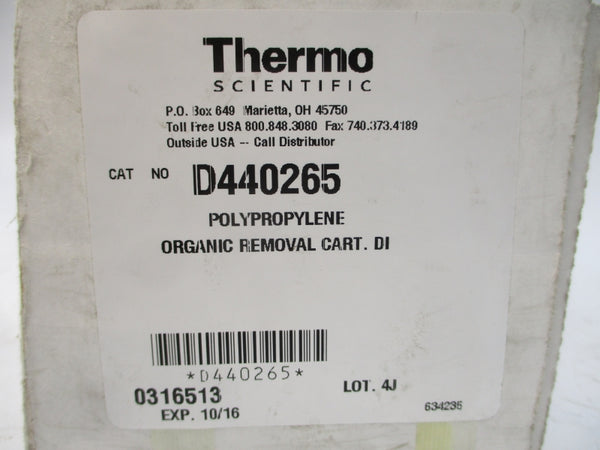 Thermo
SCIENTIFIC
P.O. Box 649 Marietta, OH 45750
Toll Free USA 800.848.3080 Fax 740.373.4189
Outside USA -- Call Distributor
CAT NO D440265
POLYPROPYLENE
ORGANIC REMOVAL CART. DI
*D440265*
0316513 LOT. 4J
EXP. 10/16 634236